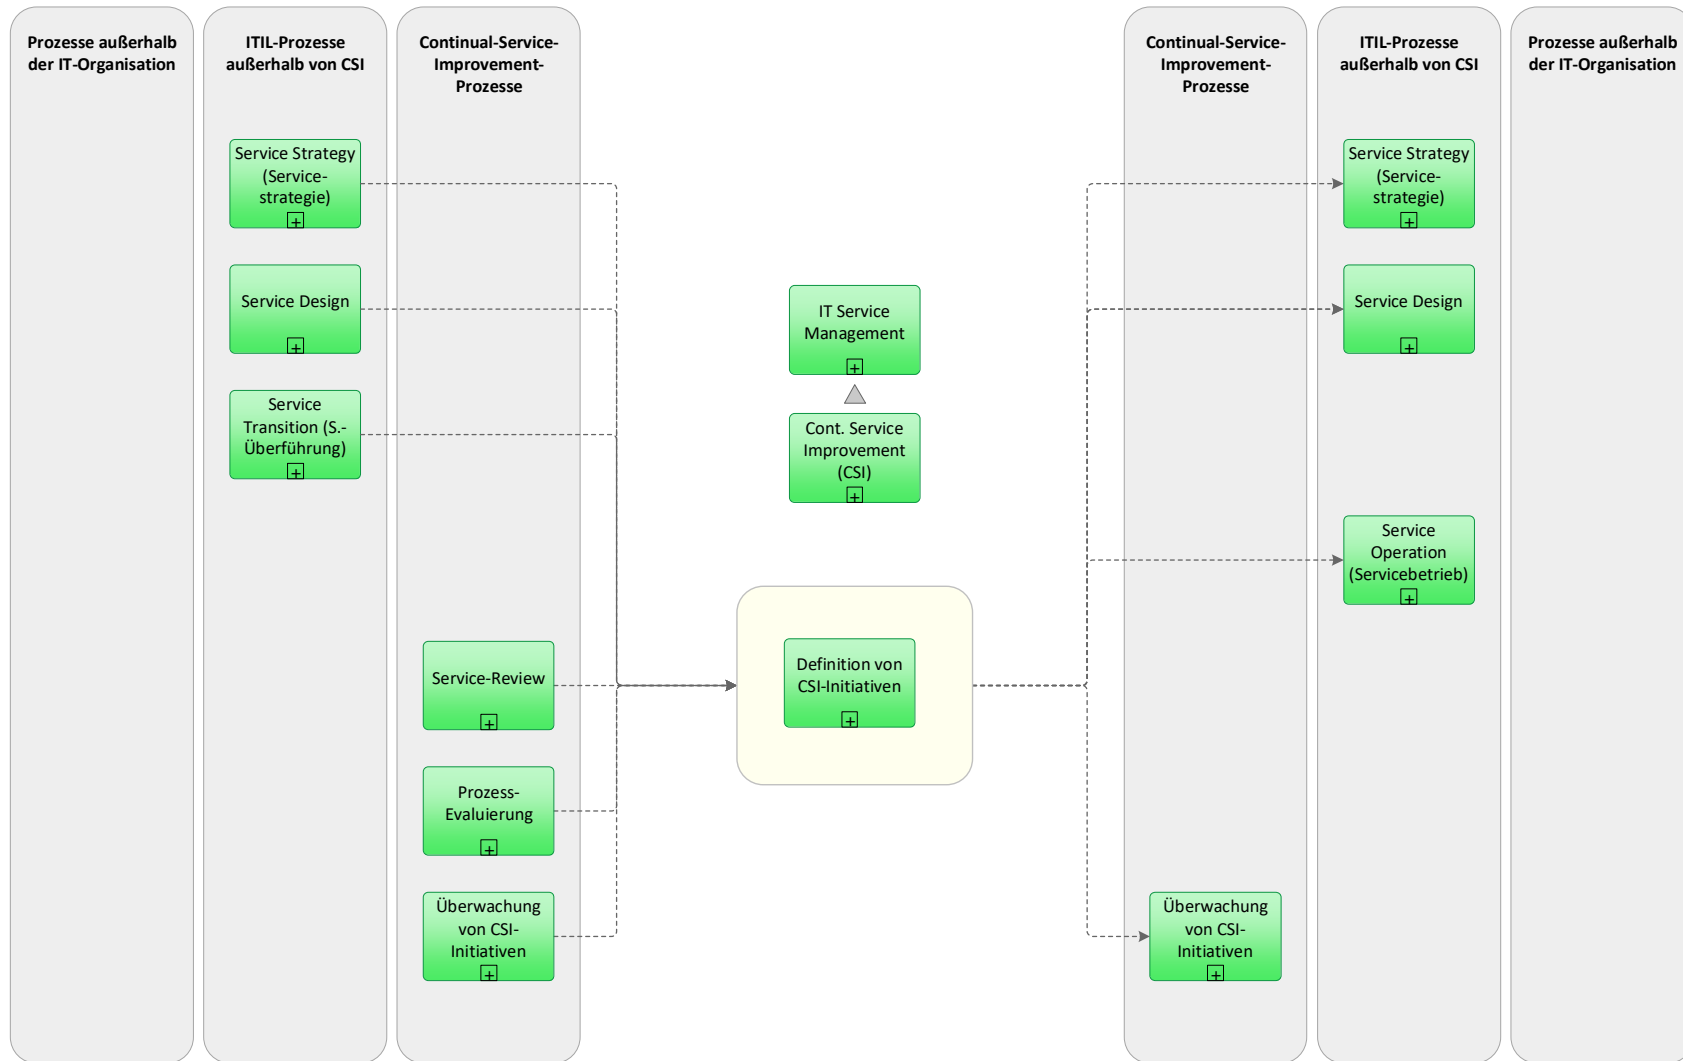 Prozesse außerhalb
der IT-Organisation
ITIL-Prozesse
außerhalb von CSI
Continual-Service-
Improvement-
Prozesse
Continual-Service-
Improvement-
Prozesse
ITIL-Prozesse
außerhalb von CSI
Prozesse außerhalb
der IT-Organisation
Service Strategy
(Service-
strategie)
Service Design
Service
Transition (S.-
Überführung)
Service-Review
Prozess-
Evaluierung
Überwachung
von CSI-
Initiativen
IT Service
Management
Cont. Service
Improvement
(CSI)
Definition von
CSI-Initiativen
Überwachung
von CSI-
Initiativen
Service Strategy
(Service-
strategie)
Service Design
Service
Operation
(Servicebetrieb)